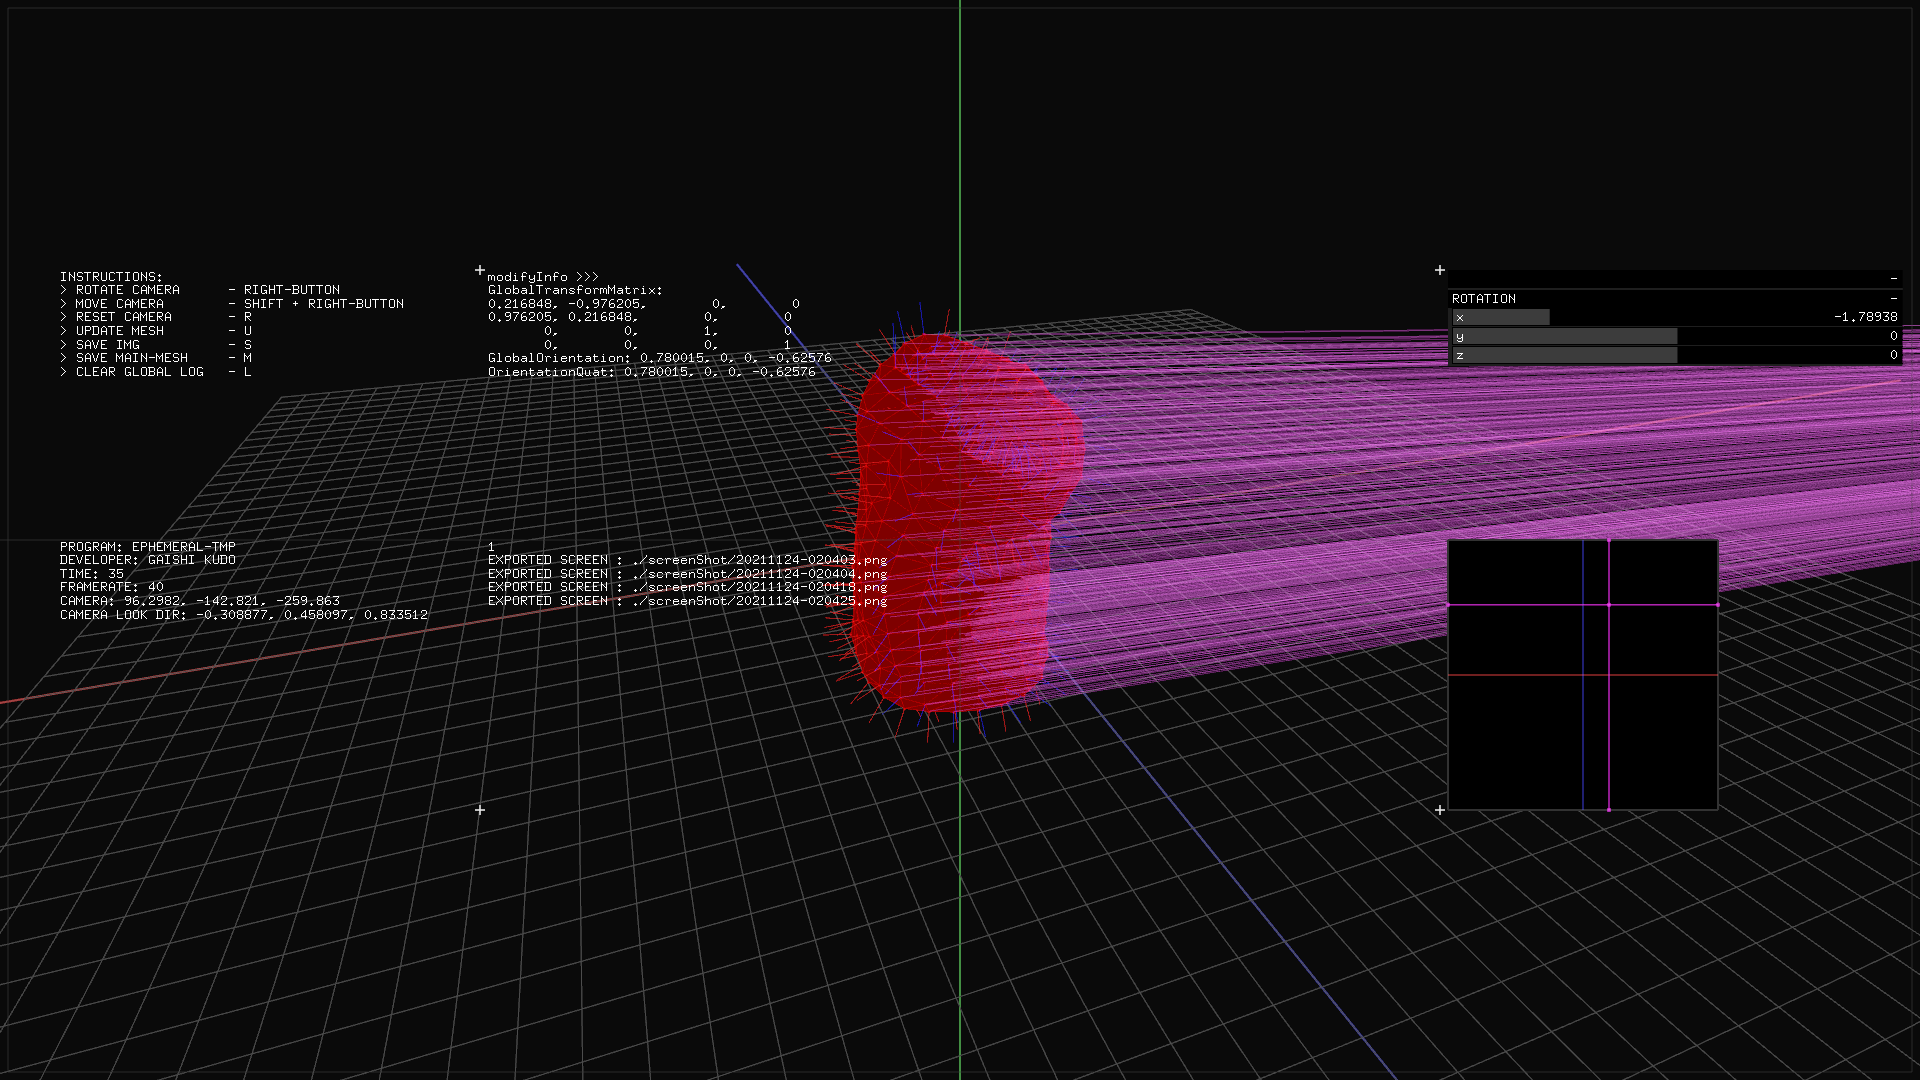 INSTRUCTIONS:
> ROTATE CAMERA - RIGHT-BUTTON
> MOVE CAMERA - SHIFT + RIGHT-BUTTON
> RESET CAMERA - R
> UPDATE MESH - U
> SAVE IMG - S
> SAVE MAIN-MESH - M
> CLEAR GLOBAL LOG - L
modifyInfo >>>
GlobalTransformMatrix:
0.216848, -0.976205, 0, 0
0.976205, 0.216848, 0, 0
0, 0, 1, 0
0, 0, 0, 1
GlobalOrientation: 0.780015, 0, 0, -0.62576
OrientationQuat: 0.780015, 0, 0, -0.62576
-
ROTATION -
x -1.78938
y 0
z 0
PROGRAM: EPHEMERAL-TMP
DEVELOPER: GAISHI KUDO
TIME: 35
FRAMERATE: 40
CAMERA: 96.2982, -142.821, -259.863
CAMERA LOOK DIR: -0.308877, 0.458097, 0.833512
1
EXPORTED SCREEN : ./screenShot/20211124-020403.png
EXPORTED SCREEN : ./screenShot/20211124-020404.png
EXPORTED SCREEN : ./screenShot/20211124-020418.png
EXPORTED SCREEN : ./screenShot/20211124-020425.png